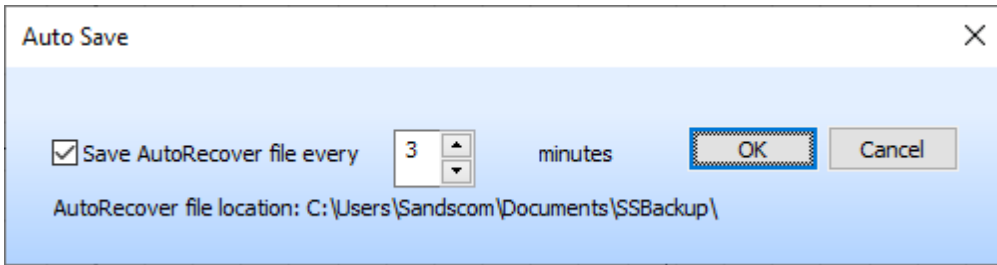 Auto Save
Save AutoRecover file every 3 minutes OK Cancel
AutoRecover file location: C:\Users\Sandscom\Documents\SSBackup\